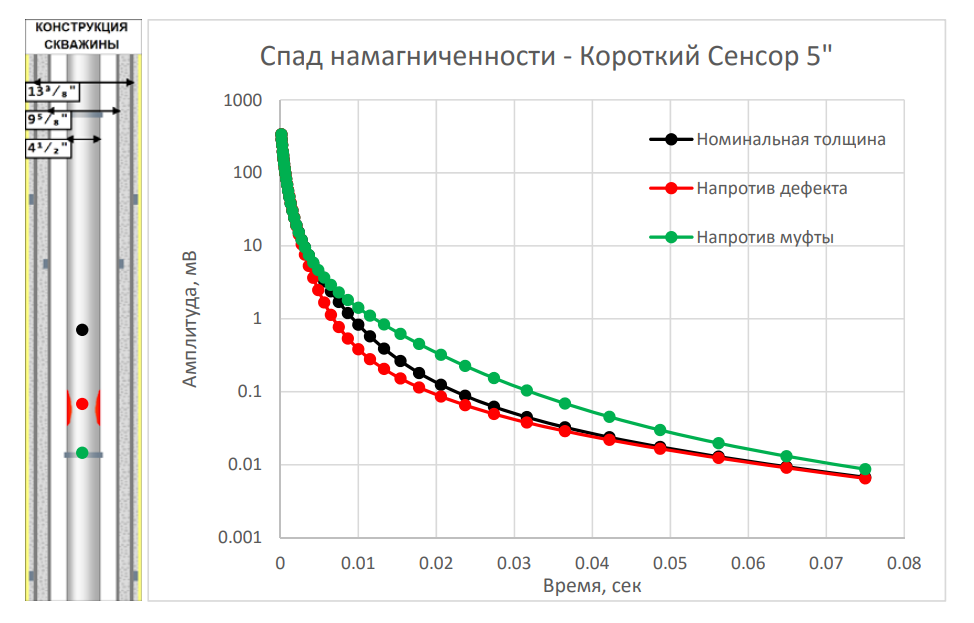 КОНСТРУКЦИЯ
СКВАЖИНЫ
13³/₈"
9⁵/₈"
4¹/₂"
Спад намагниченности - Короткий Сенсор 5"
Амплитуда, мВ
1000
100
10
1
0.1
0.01
0.001
Номинальная толщина
Напротив дефекта
Напротив муфты
0 0.01 0.02 0.03 0.04 0.05 0.06 0.07 0.08
Время, сек